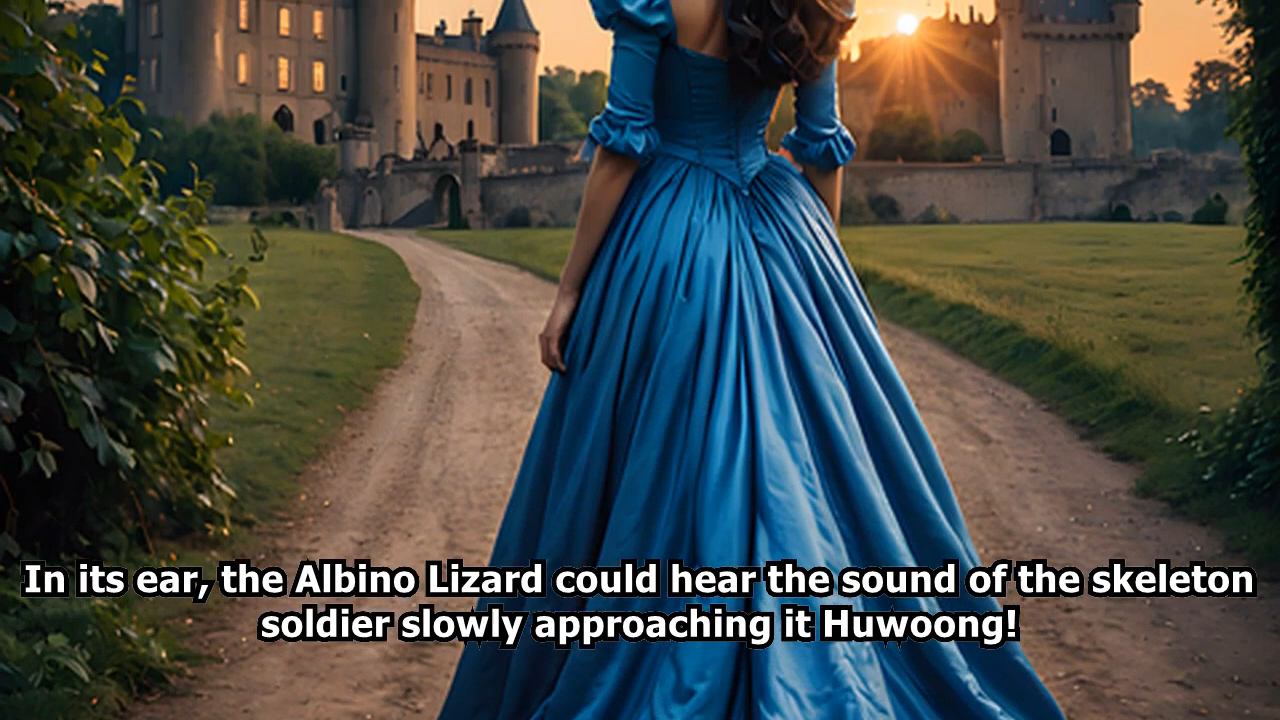 In its ear, the Albino Lizard could hear the sound of the skeleton
soldier slowly approaching it Huwoong!